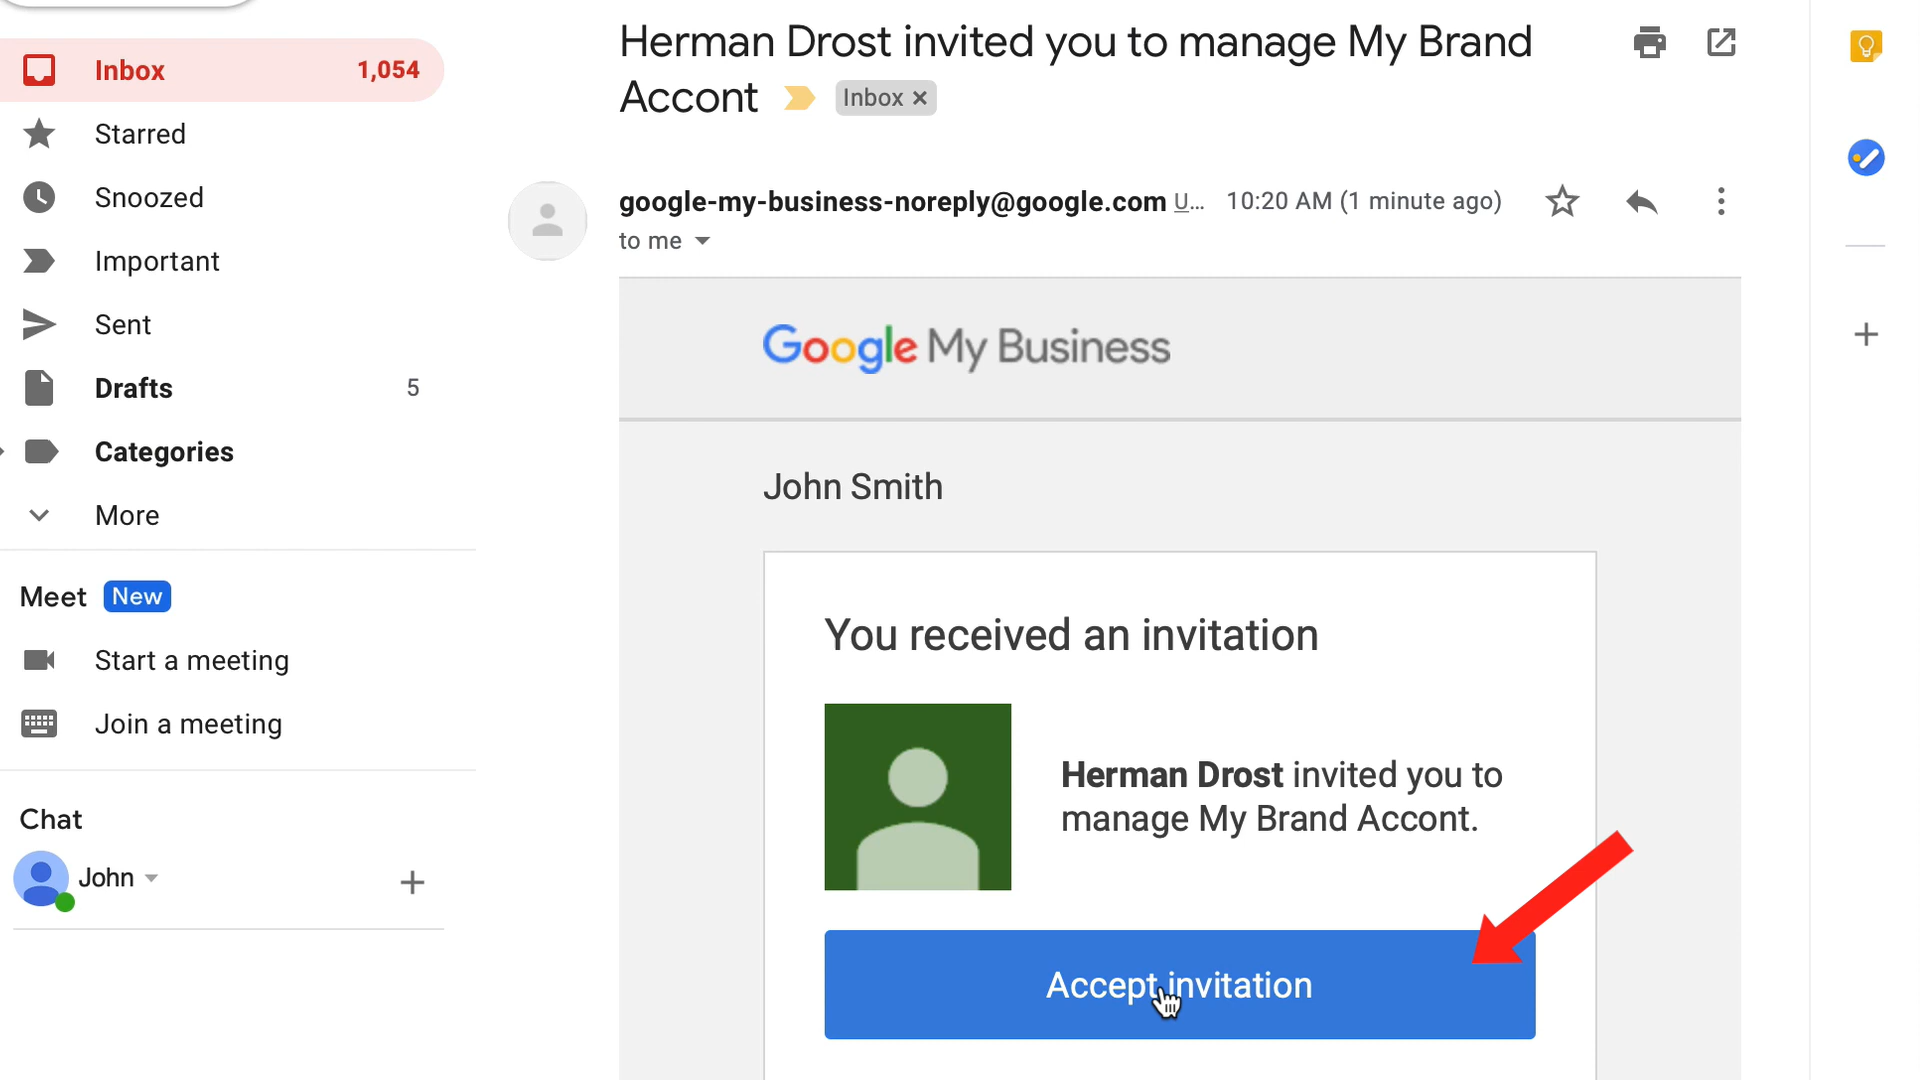 Inbox 1,054
Starred
Snoozed
Important
Sent
Drafts 5
Categories
More
Meet New
Start a meeting
Join a meeting
Chat
John
Herman Drost invited you to manage My Brand
Accont Inbox ×
google-my-business-noreply@google.com U... 10:20 AM (1 minute ago)
to me
Google My Business
John Smith
You received an invitation
Herman Drost invited you to
manage My Brand Accont.
Accept invitation